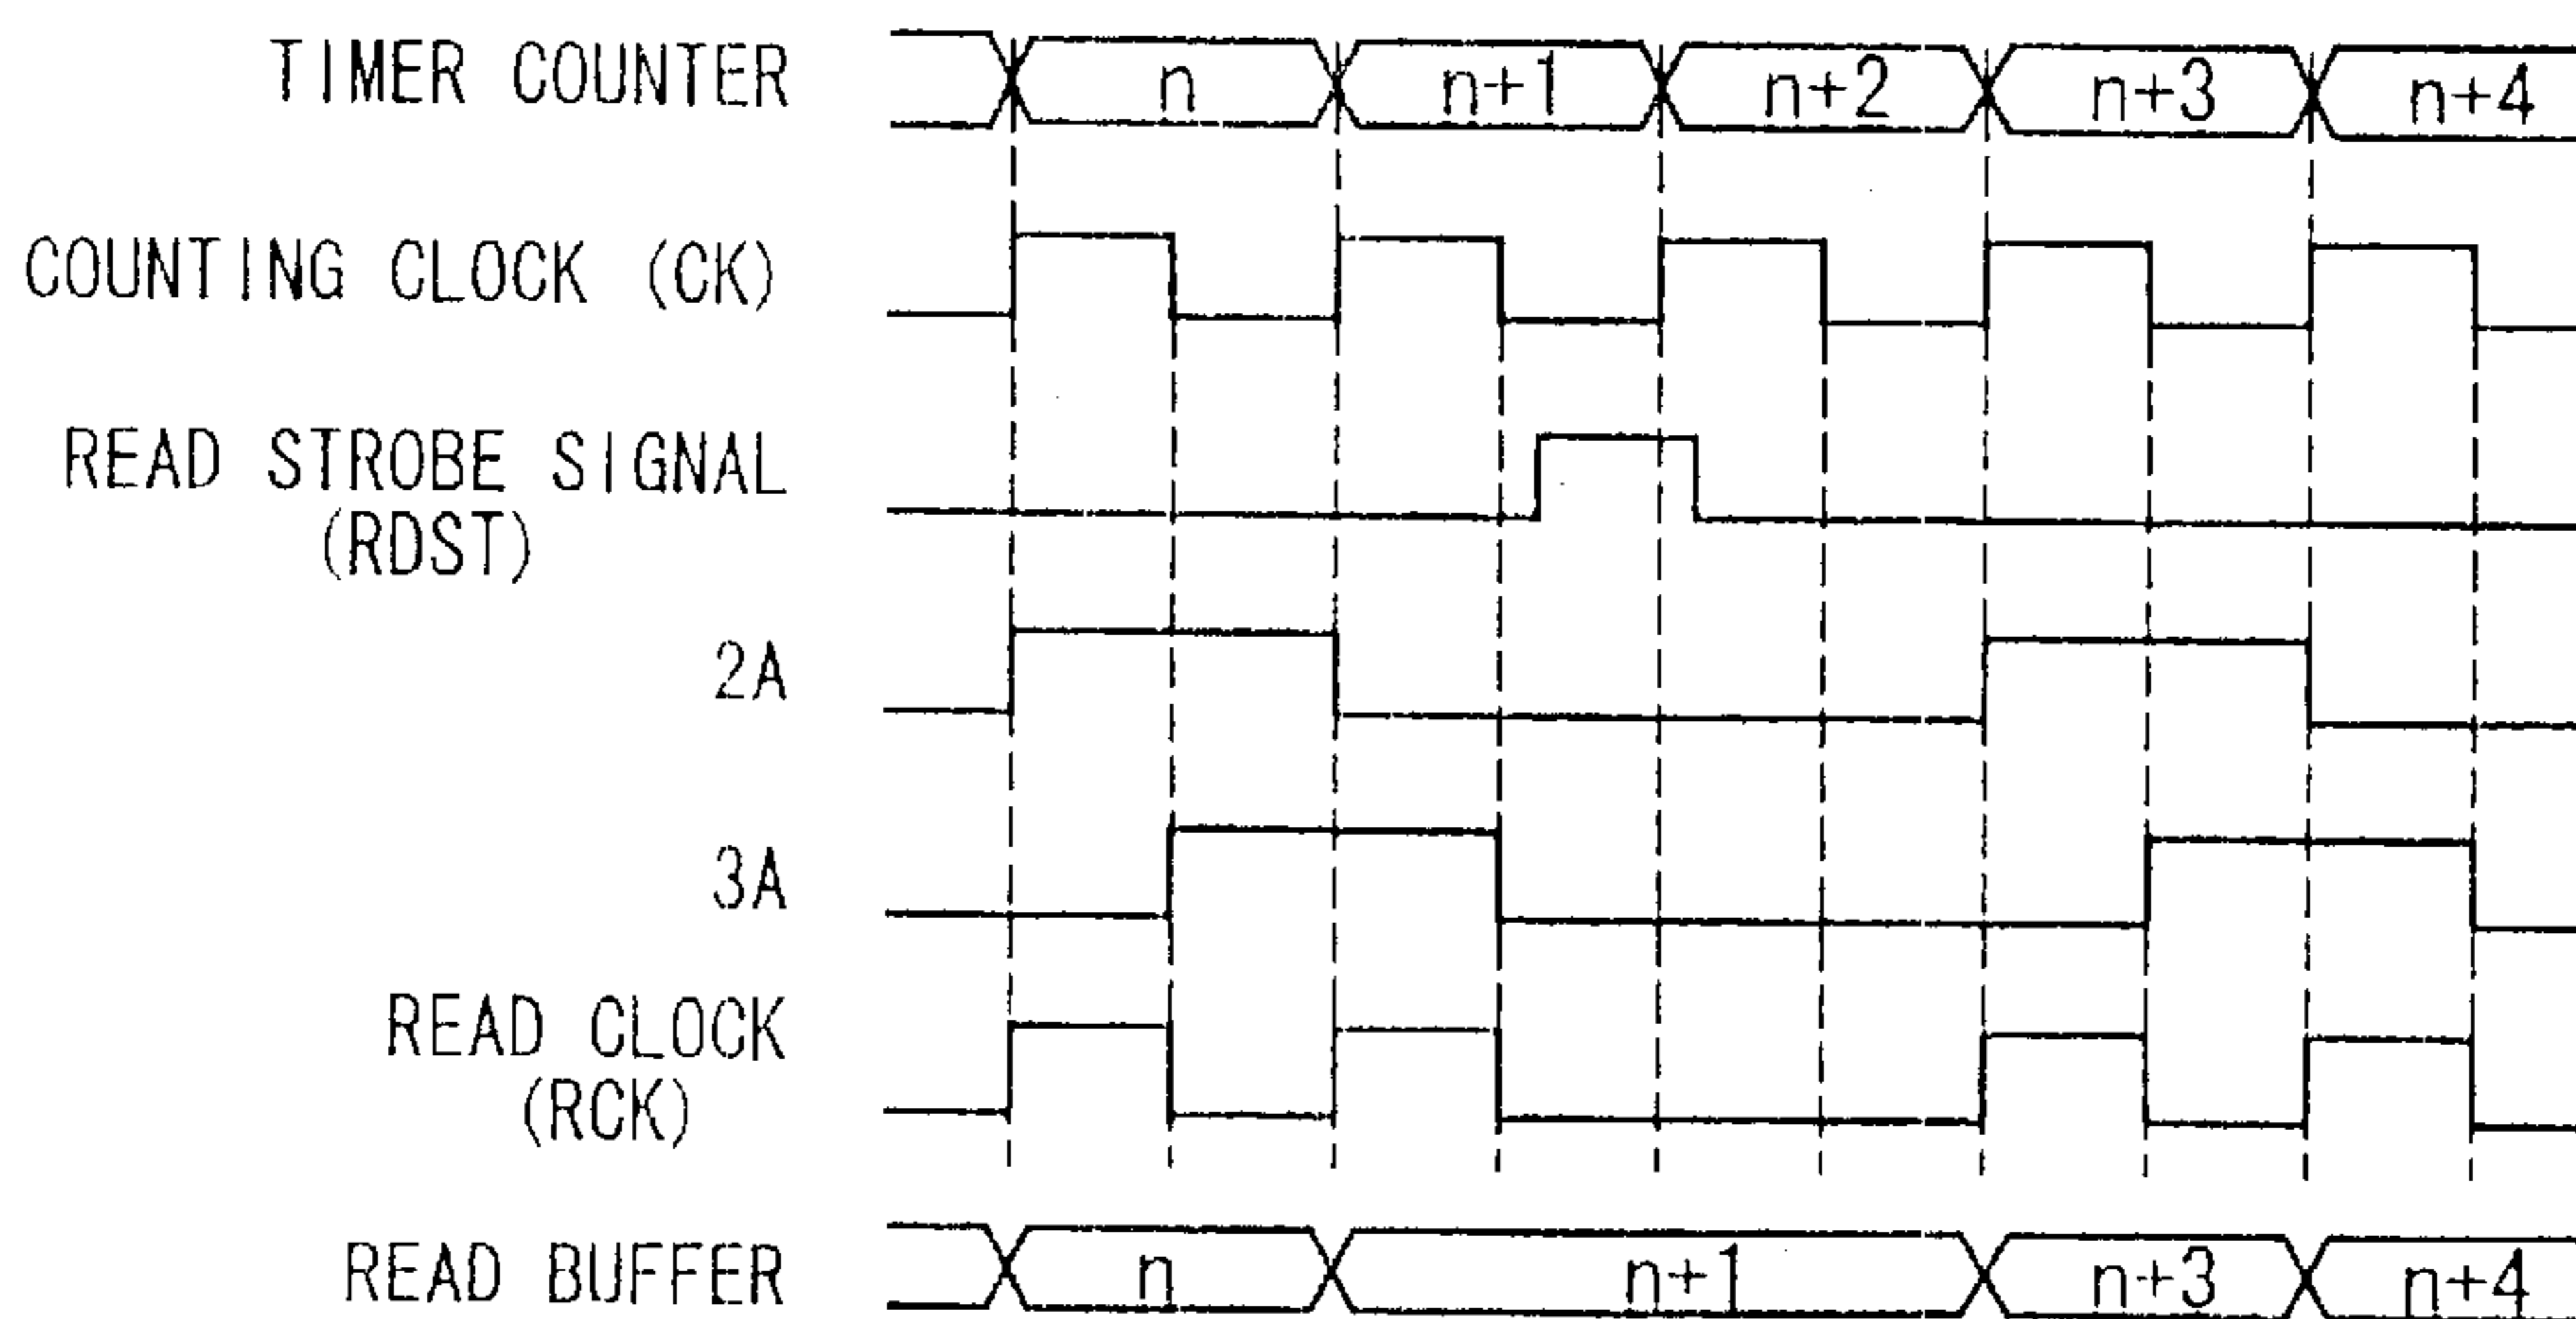 TIMER COUNTER
n n+1 n+2 n+3 n+4
COUNTING CLOCK (CK)
READ STROBE SIGNAL
(RDST)
2A
3A
READ CLOCK
(RCK)
READ BUFFER
n n+1 n+3 n+4